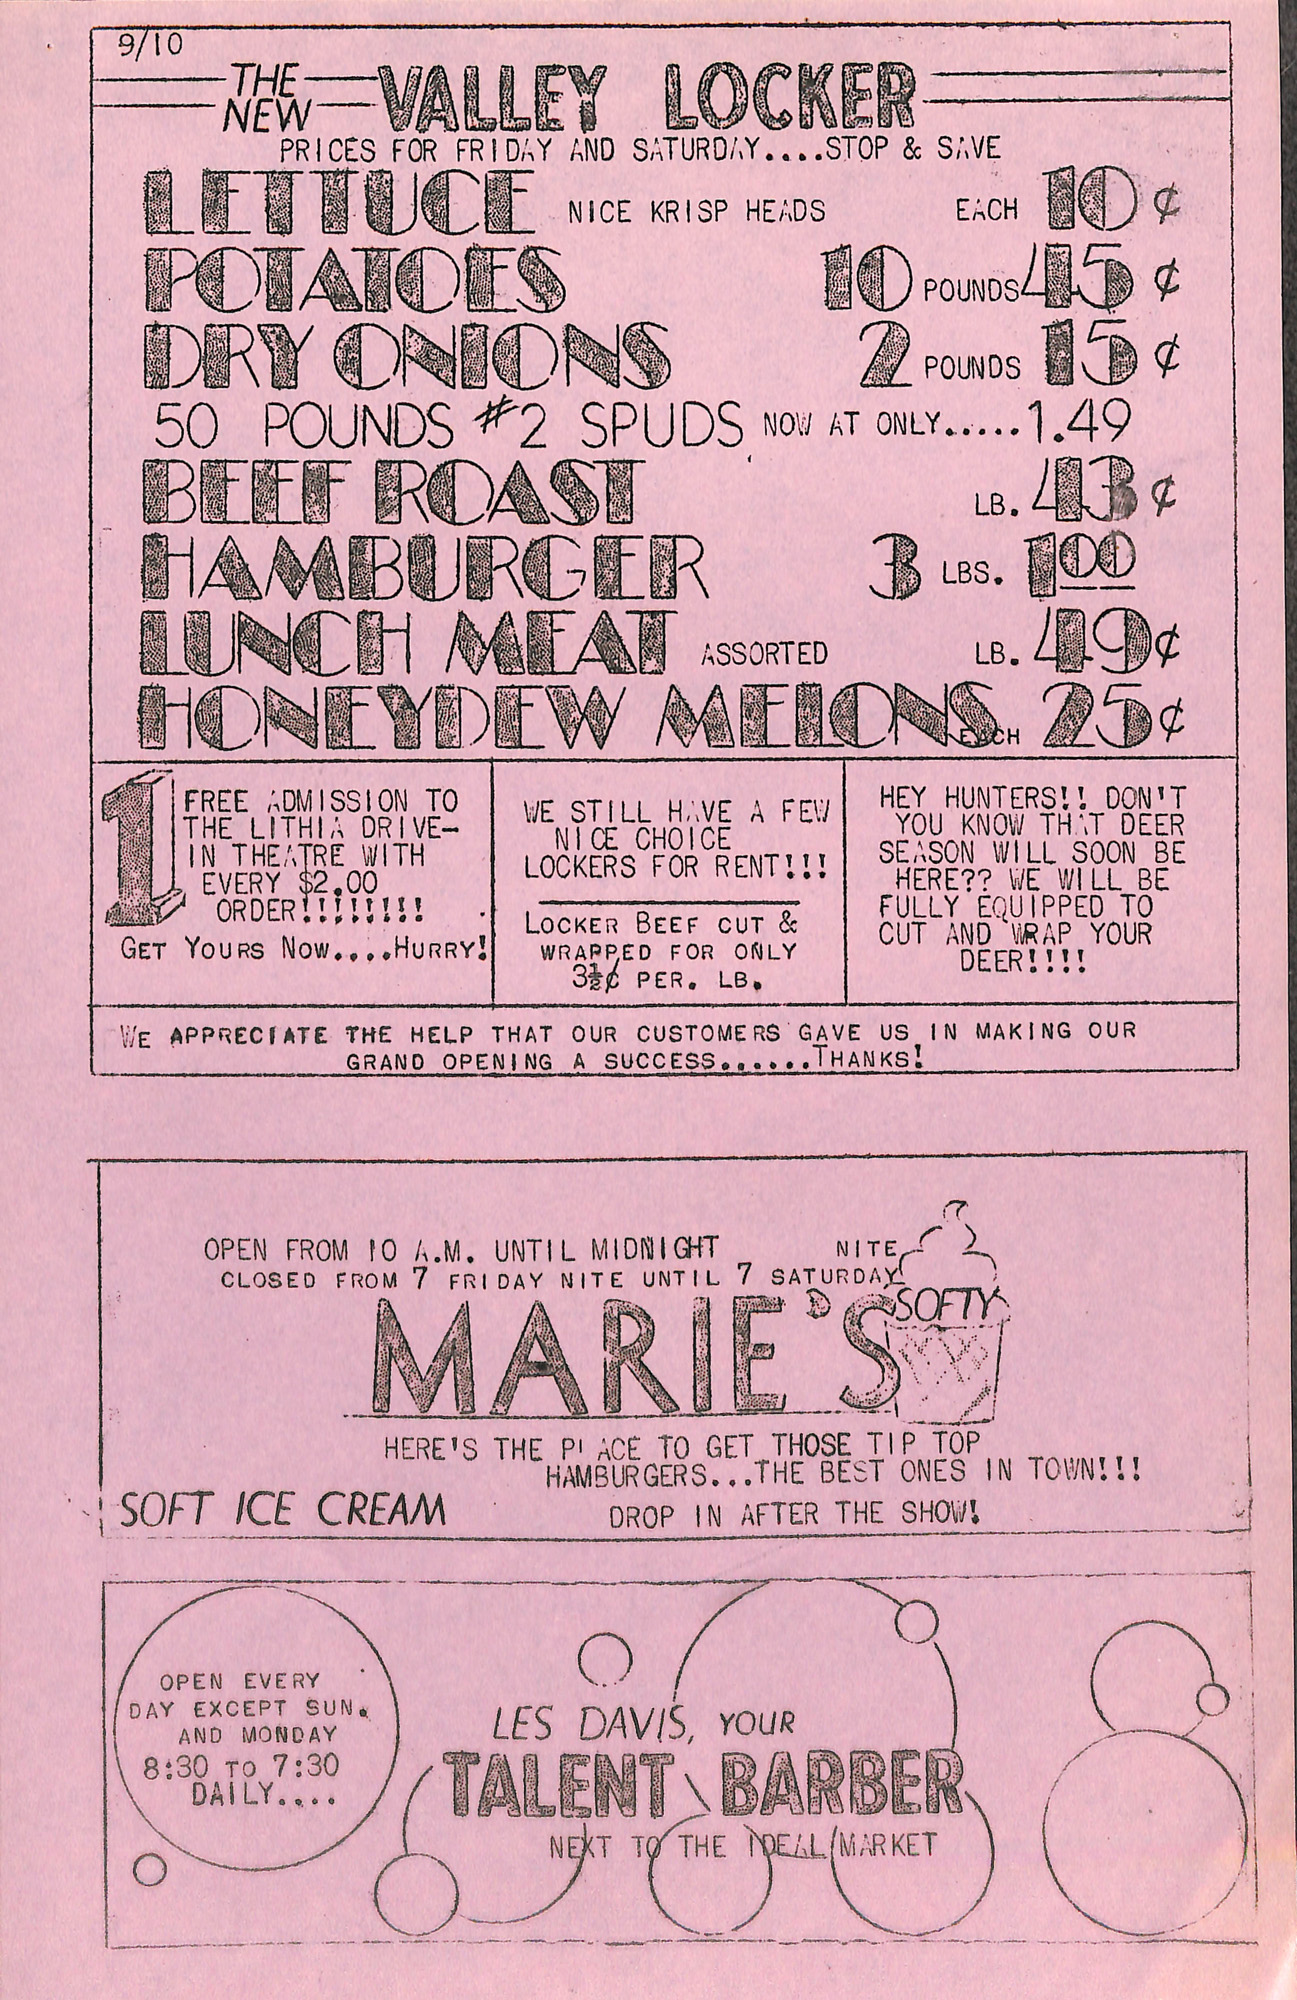 9/10
THE NEW VALLEY LOCKER
PRICES FOR FRIDAY AND SATURDAY....STOP & SAVE
LETTUCE NICE KRISP HEADS EACH 10¢
POTATOES 10 POUNDS 45¢
DRY ONIONS 2 POUNDS 15¢
50 POUNDS #2 SPUDS NOW AT ONLY.....1.49
BEEF ROAST LB. 43¢
HAMBURGER 3 LBS. 100
LUNCH MEAT ASSORTED LB. 49¢
HONEYDEW MELONS EACH 25¢
1 FREE ADMISSION TO
THE LITHIA DRIVE-
IN THEATRE WITH
EVERY $2.00
ORDER!!!!!!!!
GET YOURS NOW....HURRY!
WE STILL HAVE A FEW
NICE CHOICE
LOCKERS FOR RENT!!!
LOCKER BEEF CUT &
WRAPPED FOR ONLY
3½¢ PER. LB.
HEY HUNTERS!! DON'T
YOU KNOW THAT DEER
SEASON WILL SOON BE
HERE?? WE WILL BE
FULLY EQUIPPED TO
CUT AND WRAP YOUR
DEER!!!!
WE APPRECIATE THE HELP THAT OUR CUSTOMERS GAVE US IN MAKING OUR
GRAND OPENING A SUCCESS......THANKS!
OPEN FROM 10 A.M. UNTIL MIDNIGHT NITE
CLOSED FROM 7 FRIDAY NITE UNTIL 7 SATURDAY
MARIE'S SOFTY
HERE'S THE PLACE TO GET THOSE TIP TOP
HAMBURGERS...THE BEST ONES IN TOWN!!!
SOFT ICE CREAM DROP IN AFTER THE SHOW!
OPEN EVERY
DAY EXCEPT SUN.
AND MONDAY
8:30 TO 7:30
DAILY....
LES DAVIS, YOUR
TALENT BARBER
NEXT TO THE IDEAL MARKET